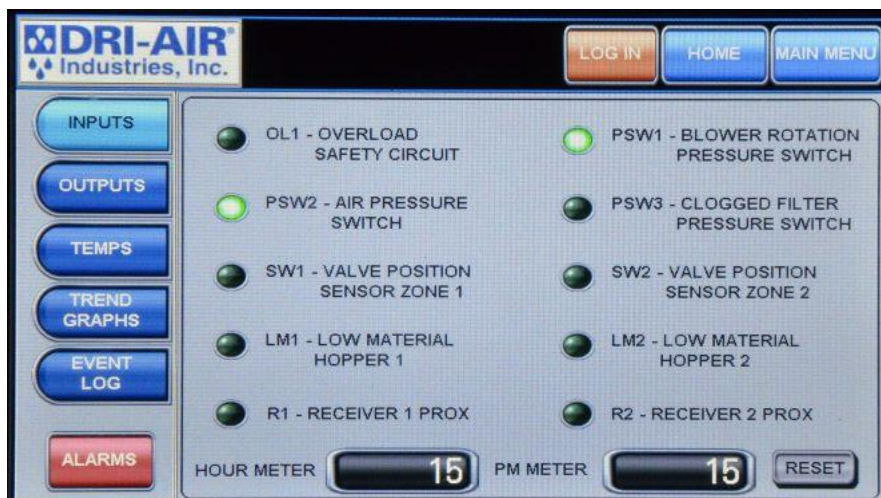 DRI-AIR®
Industries, Inc.
LOG IN
HOME
MAIN MENU
INPUTS
OUTPUTS
TEMPS
TREND
GRAPHS
EVENT
LOG
ALARMS
OL1 - OVERLOAD
SAFETY CIRCUIT
PSW1 - BLOWER ROTATION
PRESSURE SWITCH
PSW2 - AIR PRESSURE
SWITCH
PSW3 - CLOGGED FILTER
PRESSURE SWITCH
SW1 - VALVE POSITION
SENSOR ZONE 1
SW2 - VALVE POSITION
SENSOR ZONE 2
LM1 - LOW MATERIAL
HOPPER 1
LM2 - LOW MATERIAL
HOPPER 2
R1 - RECEIVER 1 PROX
R2 - RECEIVER 2 PROX
HOUR METER 15 PM METER 15 RESET